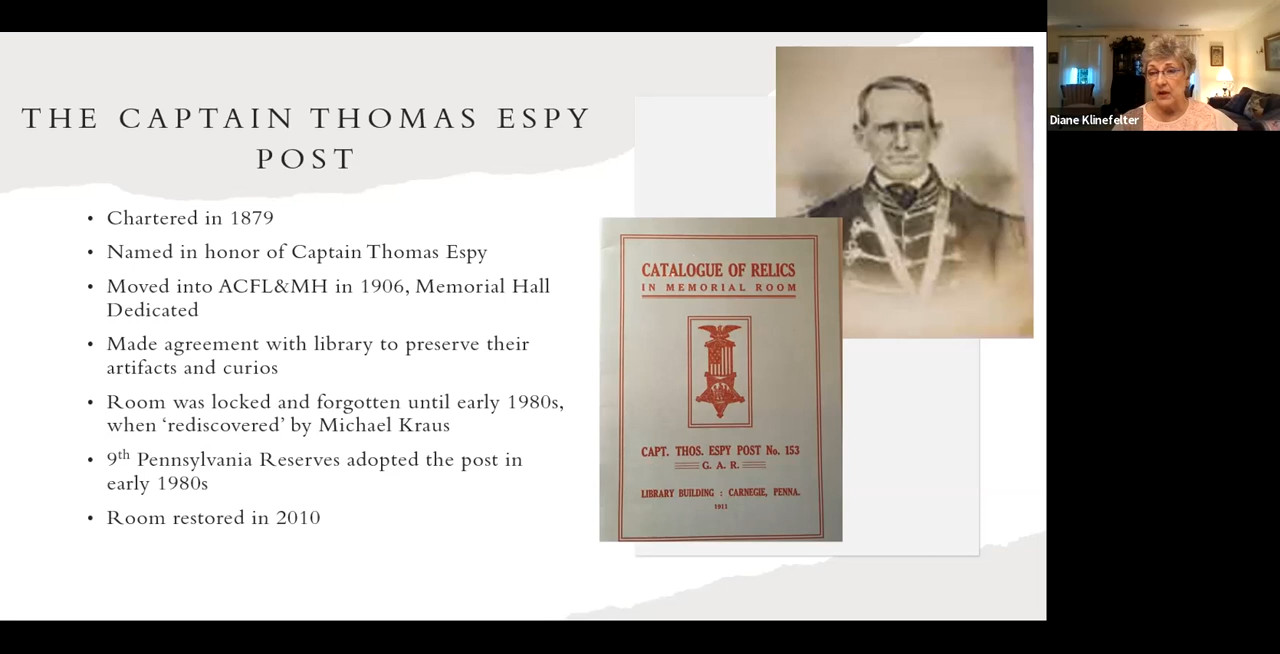 THE CAPTAIN THOMAS ESPY
POST
• Chartered in 1879
• Named in honor of Captain Thomas Espy
• Moved into ACFL&MH in 1906, Memorial Hall
Dedicated
• Made agreement with library to preserve their
artifacts and curios
• Room was locked and forgotten until early 1980s,
when ‘rediscovered’ by Michael Kraus
• 9th Pennsylvania Reserves adopted the post in
early 1980s
• Room restored in 2010
CATALOGUE OF RELICS
IN MEMORIAL ROOM
CAPT. THOS. ESPY POST No. 153
G. A. R.
LIBRARY BUILDING : CARNEGIE, PENNA.
1911
Diane Klinefelter